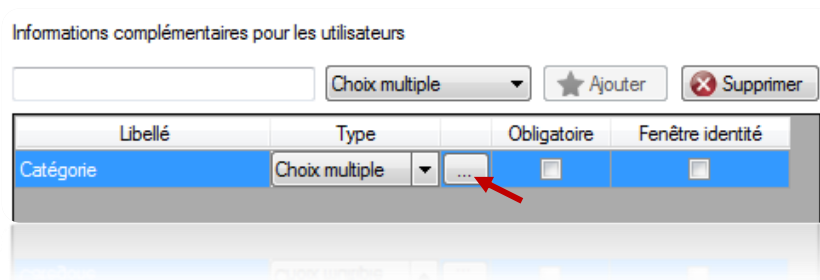 Informations complémentaires pour les utilisateurs
Choix multiple Ajouter Supprimer
Libellé Type Obligatoire Fenêtre identité
Catégorie Choix multiple ...